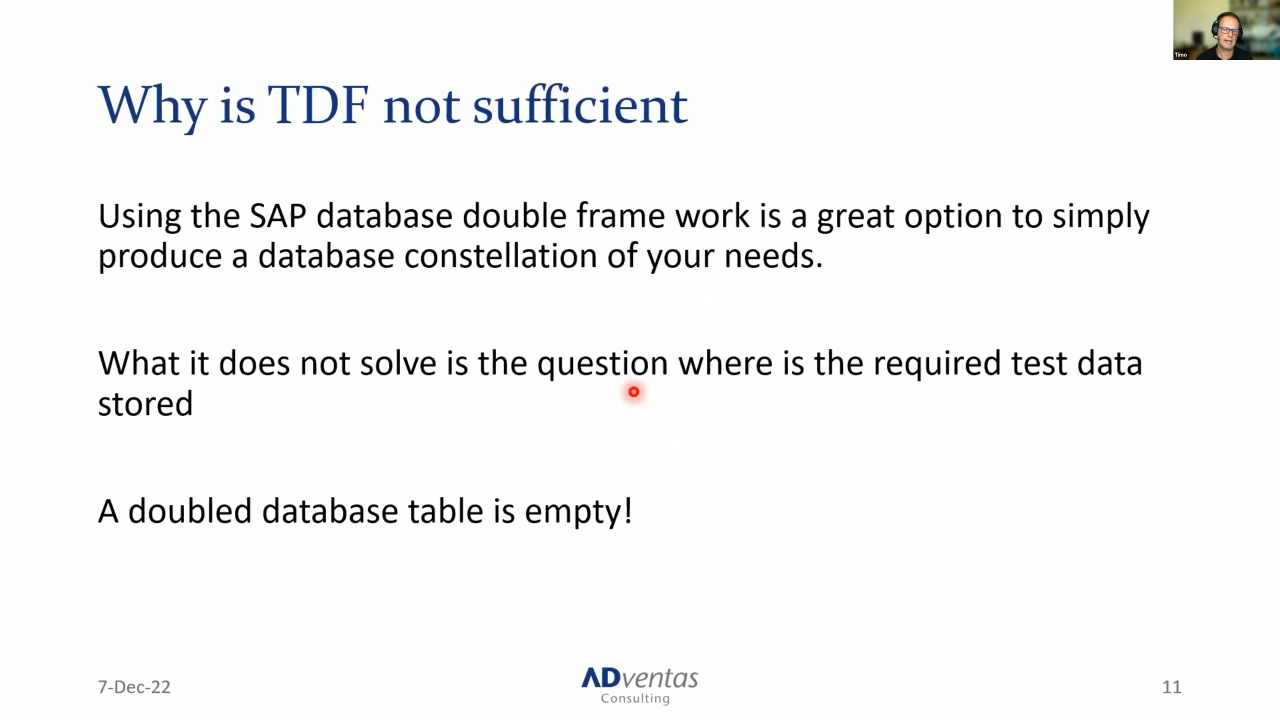 Timo
Why is TDF not sufficient
Using the SAP database double frame work is a great option to simply
produce a database constellation of your needs.
What it does not solve is the question where is the required test data
stored
A doubled database table is empty!
7-Dec-22
ADventas
Consulting
11